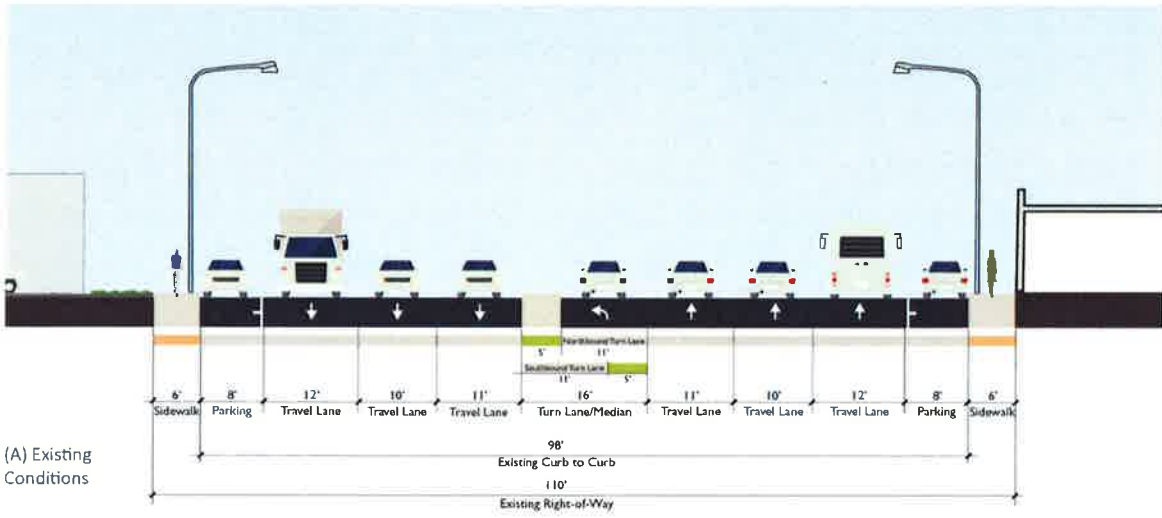 Northbound Turn Lane
5' 11'
Southbound Turn Lane
11' 5'
6' 8' 12' 10' 11' 16' 11' 10' 12' 8' 6'
Sidewalk Parking Travel Lane Travel Lane Travel Lane Turn Lane/Median Travel Lane Travel Lane Travel Lane Parking Sidewalk
98'
Existing Curb to Curb
(A) Existing
Conditions
110'
Existing Right-of-Way